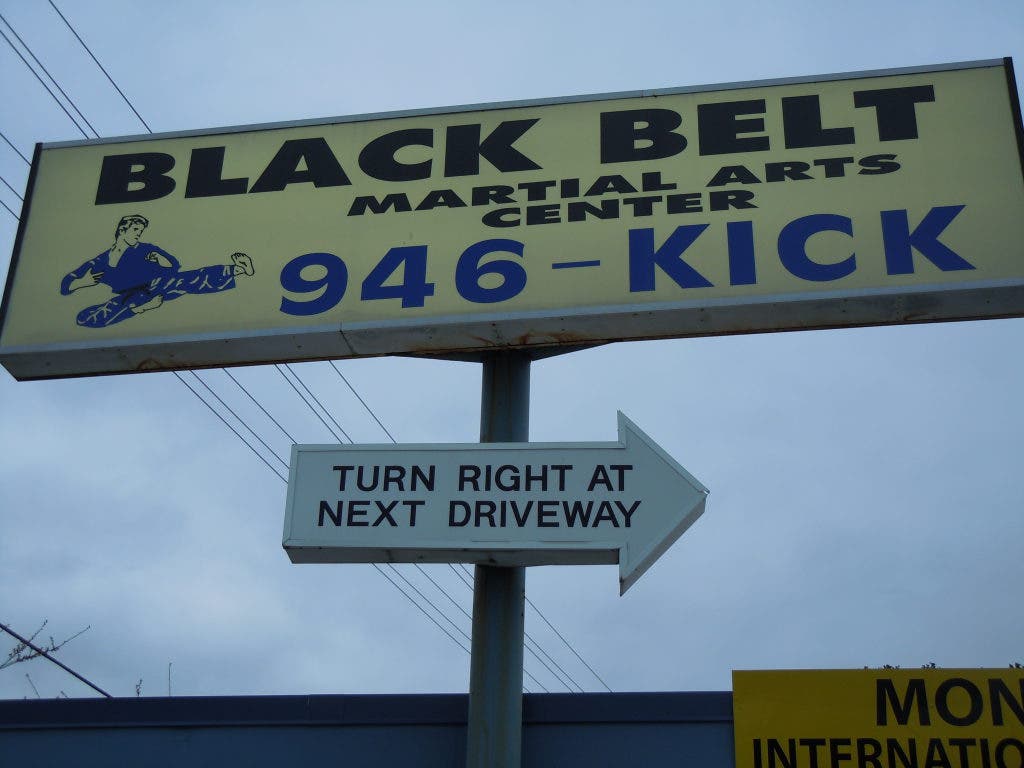 BLACK BELT
MARTIAL ARTS
CENTER
946-KICK
TURN RIGHT AT
NEXT DRIVEWAY